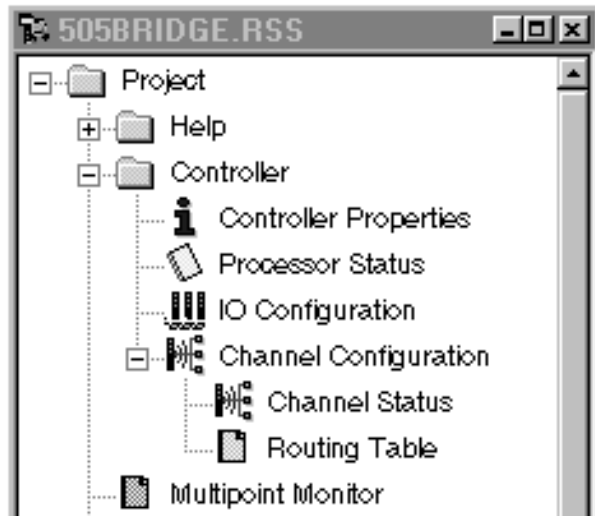 505BRIDGE.RSS
Project
Help
Controller
Controller Properties
Processor Status
IO Configuration
Channel Configuration
Channel Status
Routing Table
Multipoint Monitor